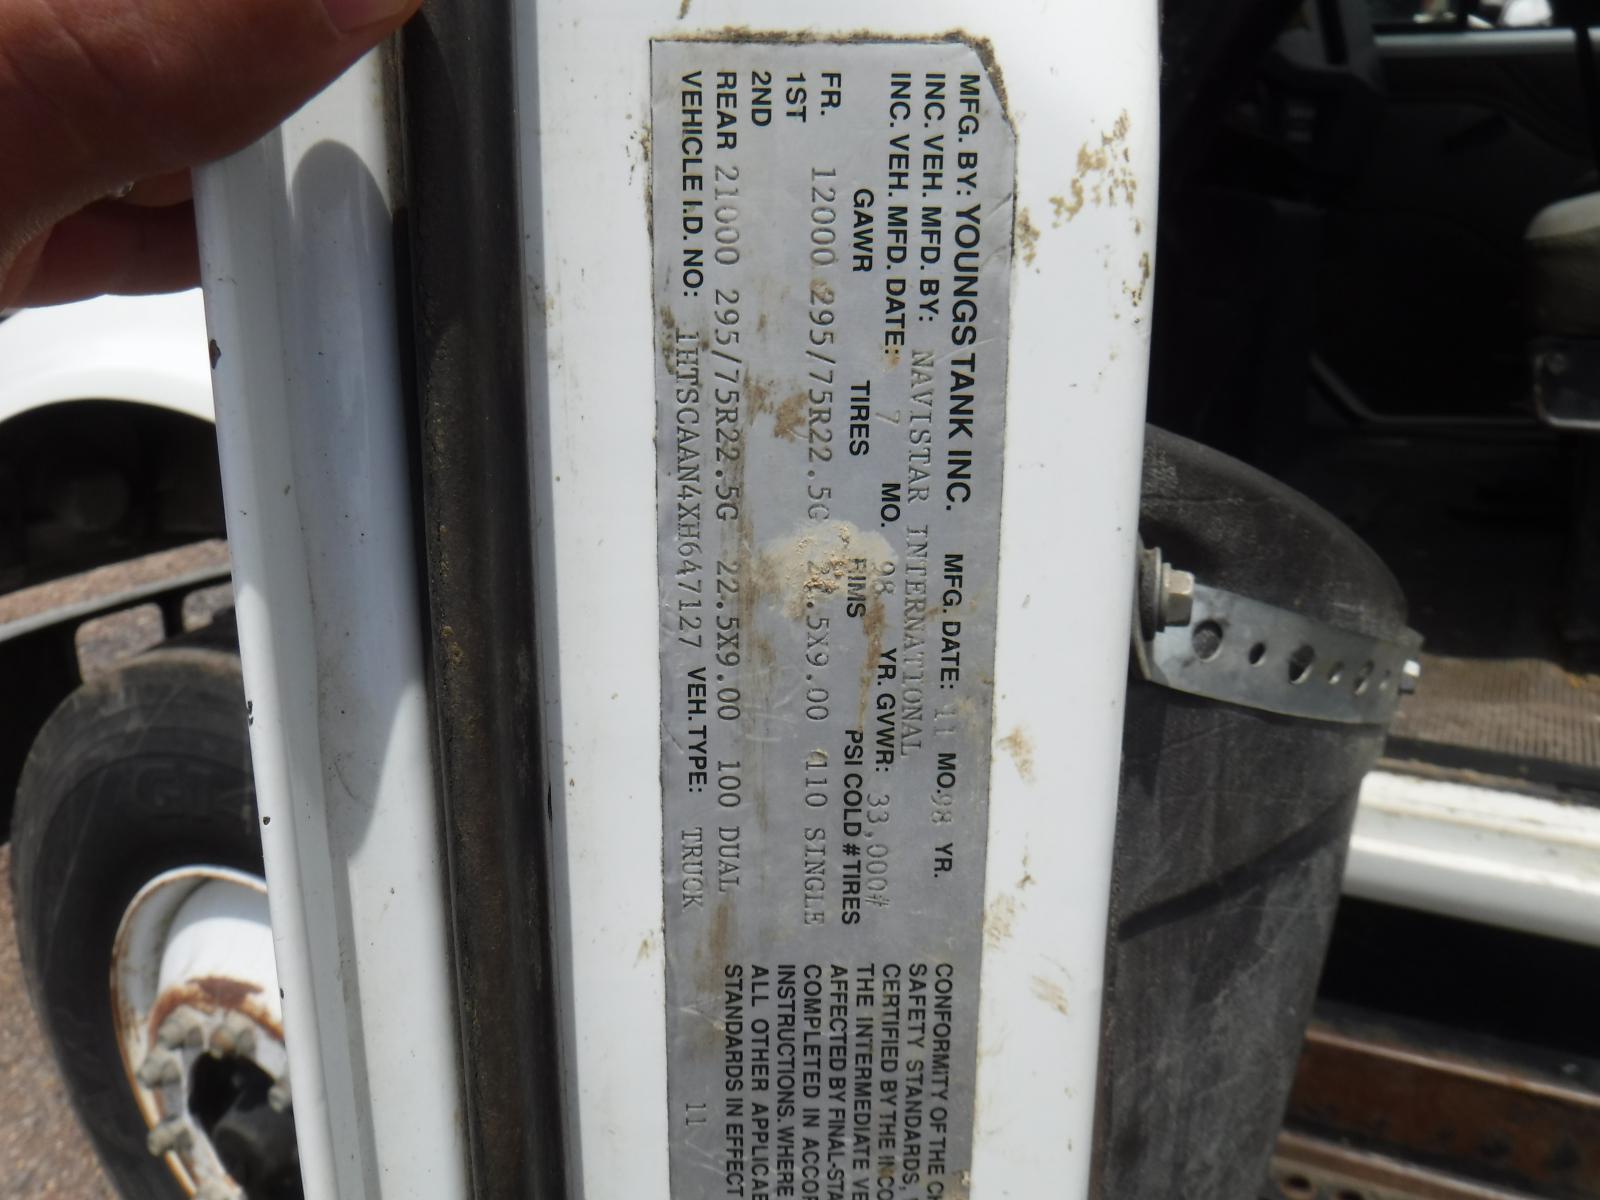 MFG. BY: YOUNGS TANK INC. MFG. DATE: 11 MO. 98 YR.
INC. VEH. MFD. BY: NAVISTAR INTERNATIONAL
INC. VEH. MFD. DATE: 7 MO. 98 YR. GVWR: 33,000#
GAWR TIRES RIMS PSI COLD # TIRES
FR. 12000 295/75R22.5G 22.5X9.00 110 SINGLE
1ST
2ND
REAR 21000 295/75R22.5G 22.5X9.00 100 DUAL
VEHICLE I.D. NO: 1HTSCAAN4XH647127 VEH. TYPE: TRUCK
CONFORMITY OF THE
SAFETY STANDARDS,
CERTIFIED BY THE
THE INTERMEDIATE
AFFECTED BY
COMPLETED IN
INSTRUCTIONS. WHERE
ALL OTHER
STANDARDS IN EFFECT
11